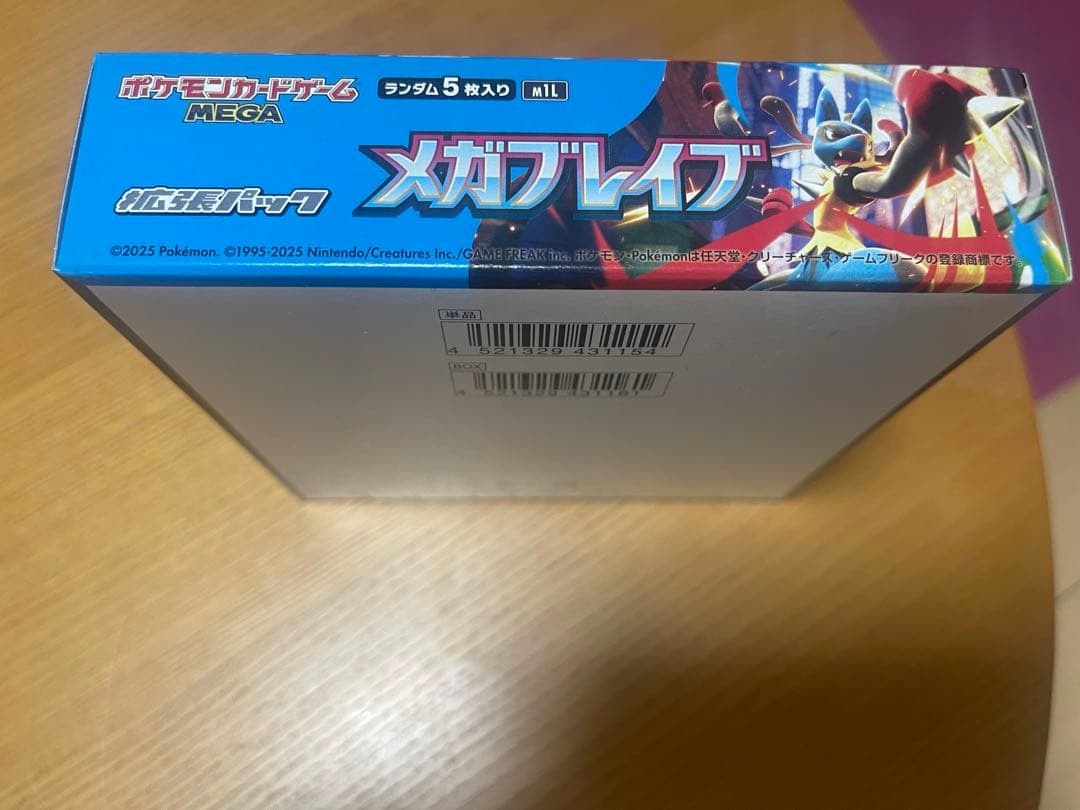 ポケモンカードゲーム
MEGA
ランダム5枚入り M1L
メガブレイブ
拡張パック
©2025 Pokémon. ©1995-2025 Nintendo/Creatures Inc./GAME FREAK inc. ポケモン・Pokémonは任天堂・クリーチャーズ・ゲームフリークの登録商標です。
単品
4 521329 431154
BOX
4 521329 431161